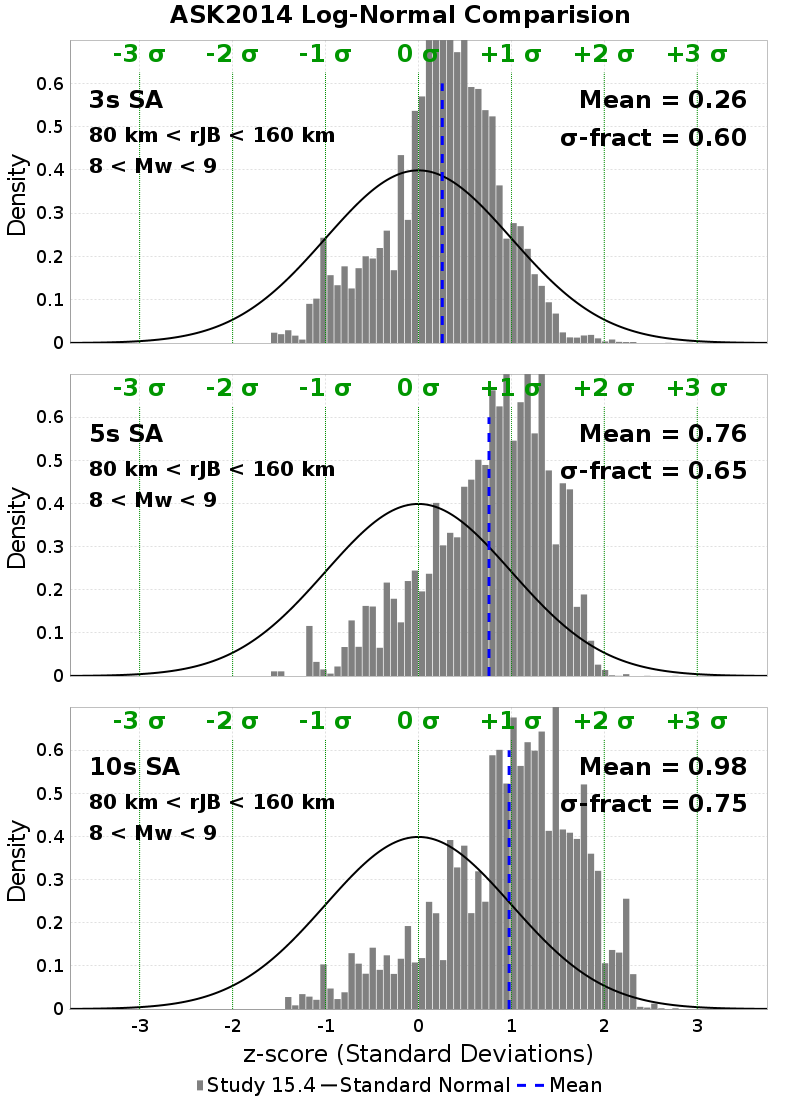 ASK2014 Log-Normal Comparision
-3 σ -2 σ -1 σ 0 σ +1 σ +2 σ +3 σ
3s SA
80 km < rJB < 160 km
8 < Mw < 9
Mean = 0.26
σ-fract = 0.60
Density
0.6
0.5
0.4
0.3
0.2
0.1
0
-3 σ -2 σ -1 σ 0 σ +1 σ +2 σ +3 σ
5s SA
80 km < rJB < 160 km
8 < Mw < 9
Mean = 0.76
σ-fract = 0.65
Density
0.6
0.5
0.4
0.3
0.2
0.1
0
-3 σ -2 σ -1 σ 0 σ +1 σ +2 σ +3 σ
10s SA
80 km < rJB < 160 km
8 < Mw < 9
Mean = 0.98
σ-fract = 0.75
Density
0.6
0.5
0.4
0.3
0.2
0.1
0
-3 -2 -1 0 1 2 3
z-score (Standard Deviations)
Study 15.4 Standard Normal Mean